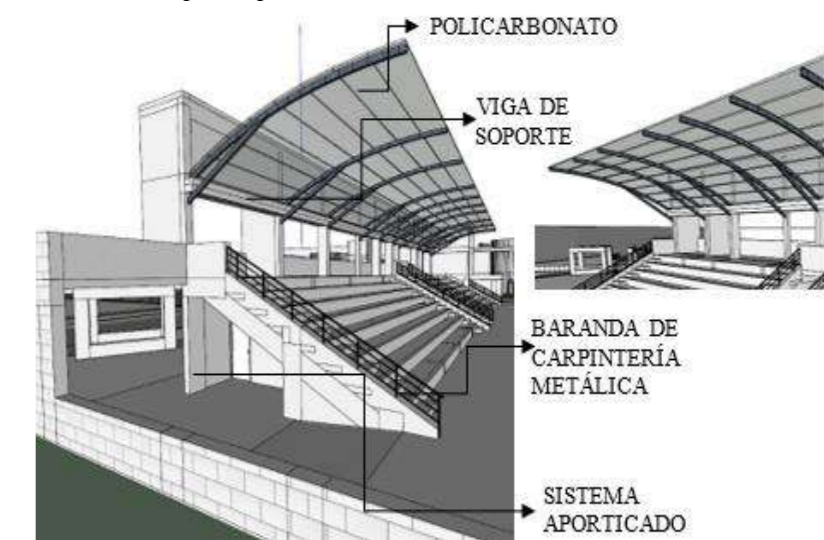 POLICARBONATO
VIGA DE
SOPORTE
BARANDA DE
CARPINTERÍA
METÁLICA
SISTEMA
APORTICADO